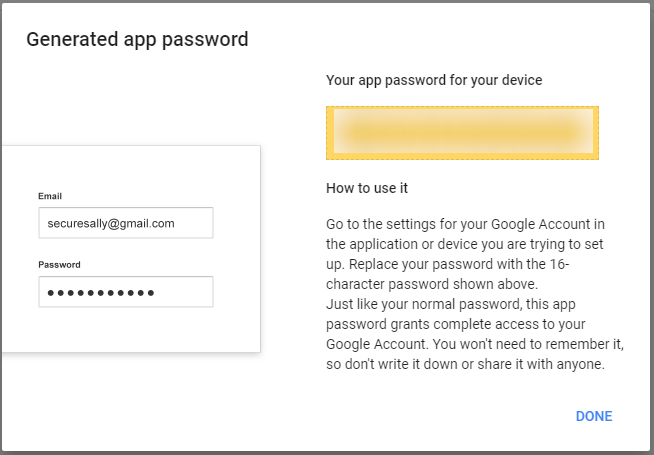 Generated app password
Your app password for your device
Email
securesally@gmail.com
Password
How to use it
Go to the settings for your Google Account in
the application or device you are trying to set
up. Replace your password with the 16-
character password shown above.
Just like your normal password, this app
password grants complete access to your
Google Account. You won't need to remember it,
so don't write it down or share it with anyone.
DONE